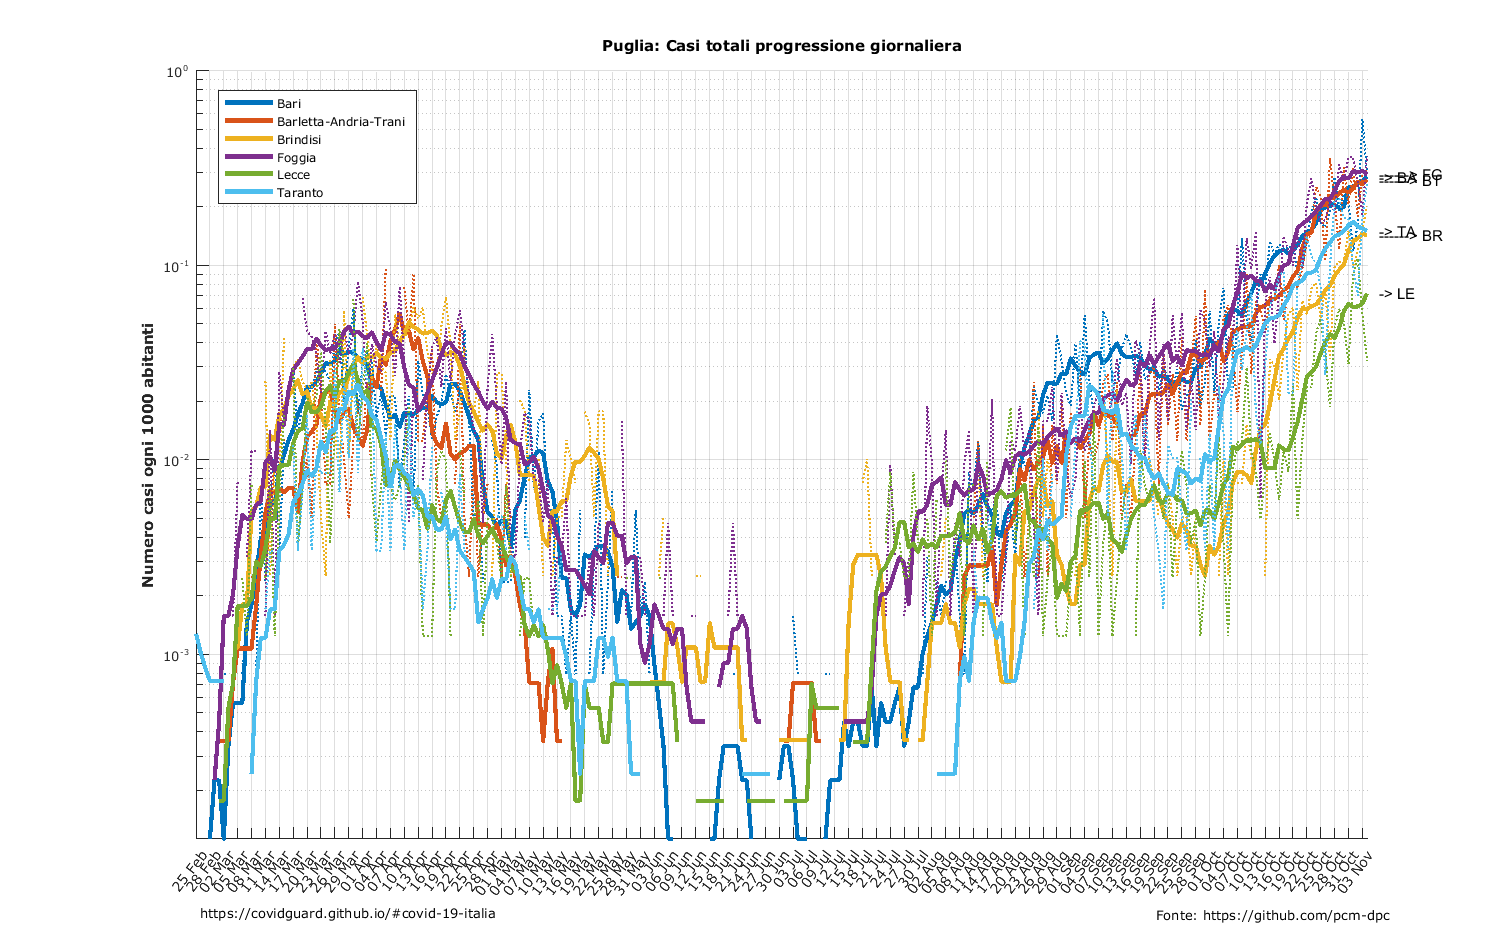 Puglia: Casi totali progressione giornaliera
10⁰
10⁻¹
10⁻²
10⁻³
Numero casi ogni 1000 abitanti
Bari
Barletta-Andria-Trani
Brindisi
Foggia
Lecce
Taranto
-> FG
-> BA
-> BT
-> TA
-> BR
-> LE
25 Feb
28 Feb
02 Mar
05 Mar
08 Mar
11 Mar
14 Mar
17 Mar
20 Mar
23 Mar
26 Mar
29 Mar
01 Apr
04 Apr
07 Apr
10 Apr
13 Apr
16 Apr
19 Apr
22 Apr
25 Apr
28 Apr
01 May
04 May
07 May
10 May
13 May
16 May
19 May
22 May
25 May
28 May
31 May
03 Jun
06 Jun
09 Jun
12 Jun
15 Jun
18 Jun
21 Jun
24 Jun
27 Jun
30 Jun
03 Jul
06 Jul
09 Jul
12 Jul
15 Jul
18 Jul
21 Jul
24 Jul
27 Jul
30 Jul
02 Aug
05 Aug
08 Aug
11 Aug
14 Aug
17 Aug
20 Aug
23 Aug
26 Aug
29 Aug
01 Sep
04 Sep
07 Sep
10 Sep
13 Sep
16 Sep
19 Sep
22 Sep
25 Sep
28 Sep
01 Oct
04 Oct
07 Oct
10 Oct
13 Oct
16 Oct
19 Oct
22 Oct
25 Oct
28 Oct
31 Oct
03 Nov
https://covidguard.github.io/#covid-19-italia
Fonte: https://github.com/pcm-dpc